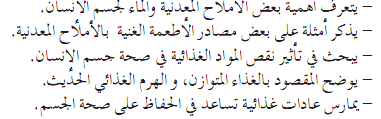 – يتعرف أهمية بعض الأملاح المعدنية والماء لجسم الانسان.
– يذكر أمثلة على بعض مصادر الأطعمة الغنية بالأملاح المعدنية.
– يبحث في تأثير نقص المواد الغذائية في صحة جسم الإنسان.
– يوضح المقصود بالغذاء المتوازن، و الهرم الغذائي الحديث.
– يمارس عادات غذائية تساعد في الحفاظ على صحة الجسم.